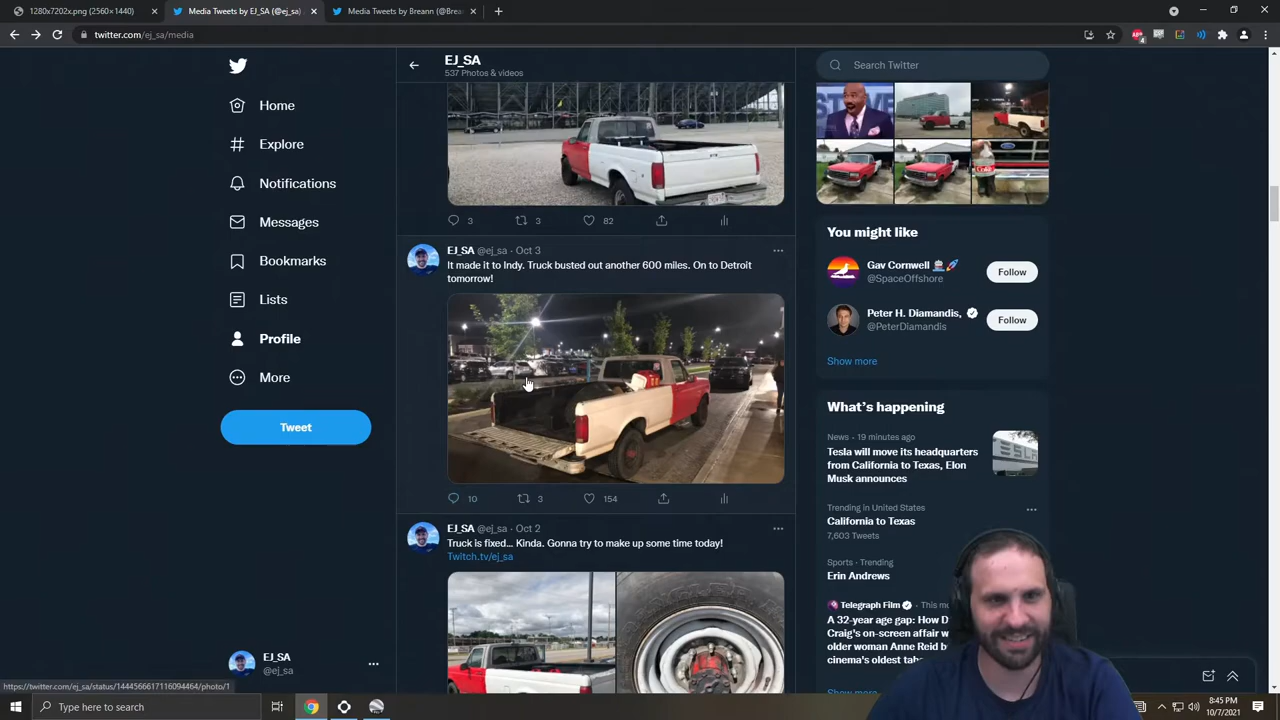 1280x7202x.png (2560×1440)
Media Tweets by EJ_SA (@ej_sa)
Media Tweets by Breann (@Brea
twitter.com/ej_sa/media
4
EJ_SA
537 Photos & videos
Search Twitter
Home
Explore
Notifications
Messages
Bookmarks
Lists
Profile
More
Tweet
EJ_SA
@ej_sa
3
3
82
EJ_SA @ej_sa · Oct 3
It made it to Indy. Truck busted out another 600 miles. On to Detroit
tomorrow!
10
3
154
EJ_SA @ej_sa · Oct 2
Truck is fixed... Kinda. Gonna try to make up some time today!
Twitch.tv/ej_sa
You might like
Gav Cornwell
@SpaceOffshore
Follow
Peter H. Diamandis,
@PeterDiamandis
Follow
Show more
What's happening
News · 19 minutes ago
Tesla will move its headquarters
from California to Texas, Elon
Musk announces
Trending in United States
California to Texas
7,603 Tweets
Sports · Trending
Erin Andrews
Telegraph Film · This mo
A 32-year age gap: How D
Craig's on-screen affair w
older woman Anne Reid b
cinema's oldest tab
Show more
https://twitter.com/ej_sa/status/1444566617116094464/photo/1
Type here to search
8:45 PM
10/7/2021